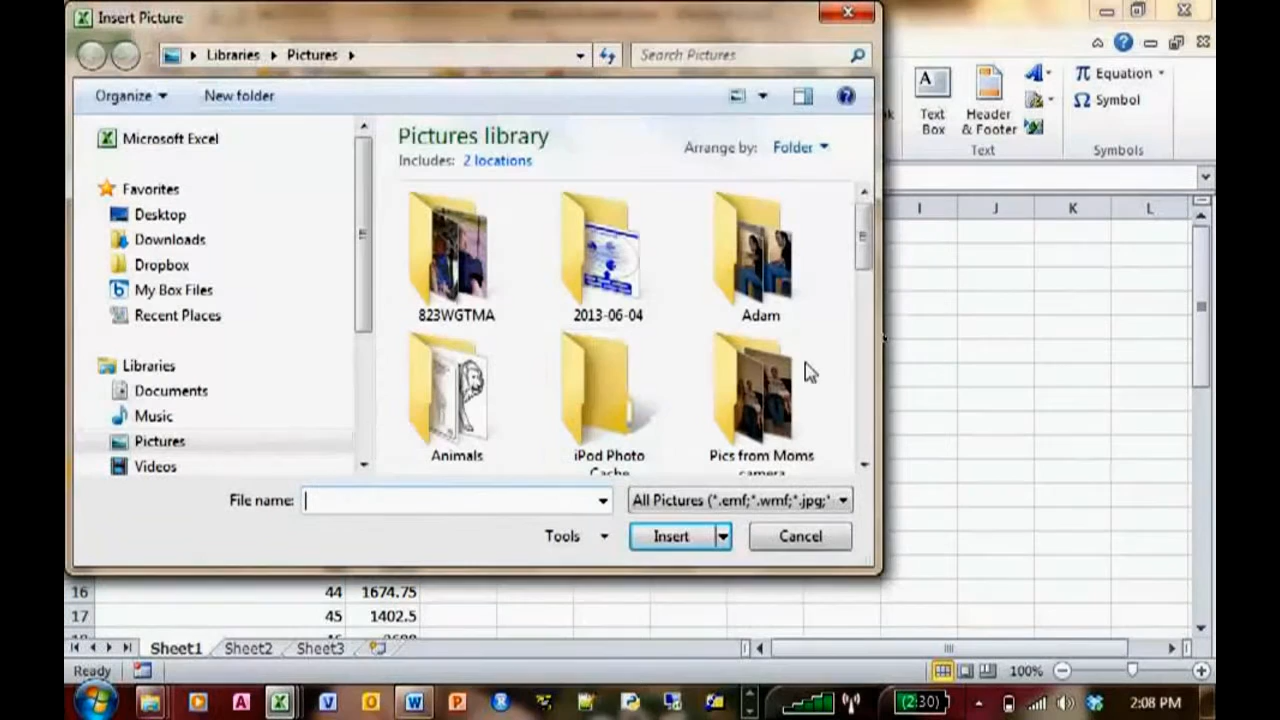 Insert Picture
Libraries Pictures
Search Pictures
Organize New folder
Microsoft Excel
Favorites
Desktop
Downloads
Dropbox
My Box Files
Recent Places
Libraries
Documents
Music
Pictures
Videos
Pictures library
Includes: 2 locations
Arrange by: Folder
823WGTMA
2013-06-04
Adam
Animals
iPod Photo
Cache
Pics from Moms
camera
File name:
All Pictures (*.emf;*.wmf;*.jpg;*
Tools Insert Cancel
A
Text
Box
Header
& Footer
A
π Equation
Ω Symbol
Text Symbols
I J K L
16 44 1674.75
17 45 1402.5
Sheet1 Sheet2 Sheet3
Ready 100%
(2:30) 2:08 PM